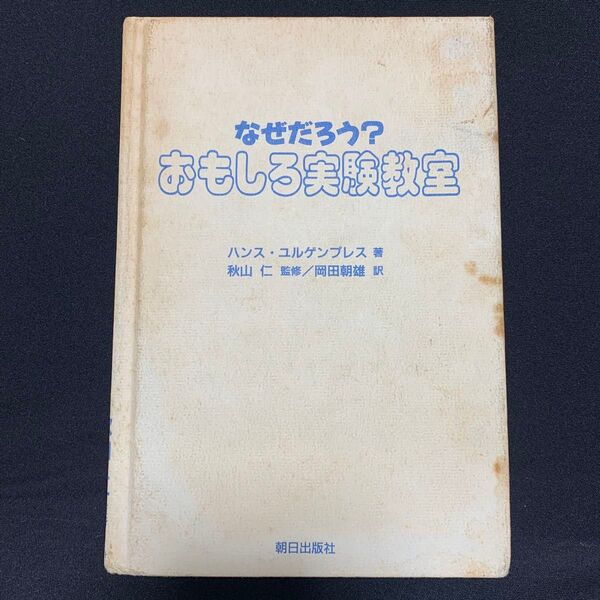 なぜだろう?
おもしろ実験教室
ハンス・ユルゲンプレス 著
秋山 仁 監修/岡田朝雄 訳
朝日出版社